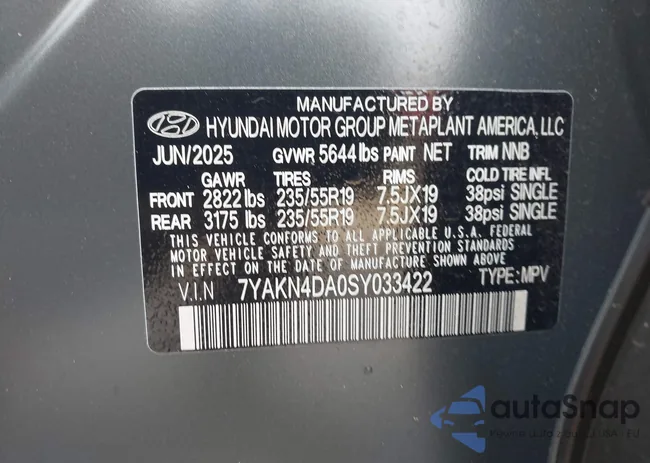 MANUFACTURED BY
HYUNDAI MOTOR GROUP METAPLANT AMERICA, LLC
JUN/2025 GVWR 5644 lbs PAINT NET TRIM NNB
GAWR TIRES RIMS COLD TIRE INFL
FRONT 2822 lbs 235/55R19 7.5JX19 38psi SINGLE
REAR 3175 lbs 235/55R19 7.5JX19 38psi SINGLE
THIS VEHICLE CONFORMS TO ALL APPLICABLE U.S.A. FEDERAL
MOTOR VEHICLE SAFETY AND THEFT PREVENTION STANDARDS
IN EFFECT ON THE DATE OF MANUFACTURE SHOWN ABOVE.
V.I.N 7YAKN4DA0SY033422 TYPE: MPV
autoSnap
USA - EU